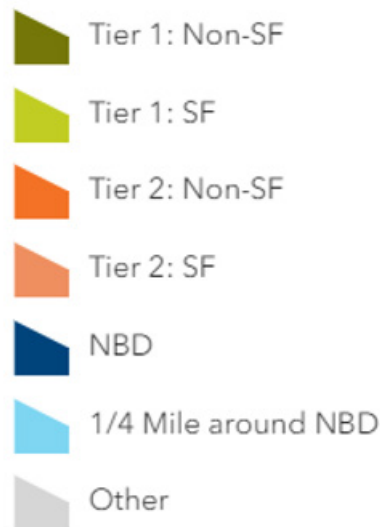 Tier 1: Non-SF
Tier 1: SF
Tier 2: Non-SF
Tier 2: SF
NBD
1/4 Mile around NBD
Other